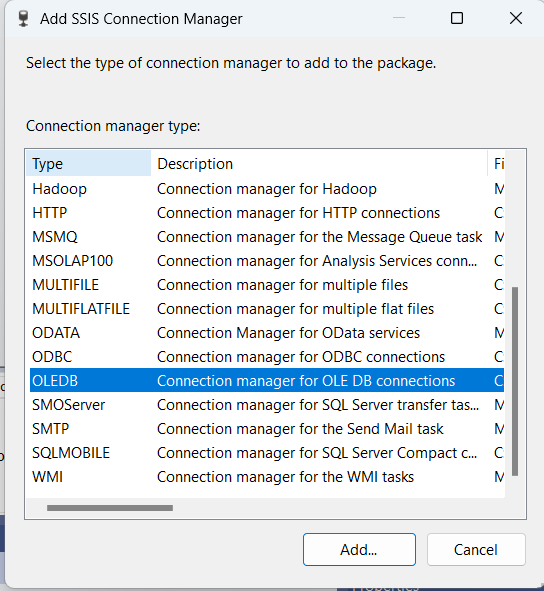 Add SSIS Connection Manager
Select the type of connection manager to add to the package.
Connection manager type:
Type Description Fi
Hadoop Connection manager for Hadoop M
HTTP Connection manager for HTTP connections C
MSMQ Connection manager for the Message Queue task M
MSOLAP100 Connection manager for Analysis Services conn... C
MULTIFILE Connection manager for multiple files M
MULTIFLATFILE Connection manager for multiple flat files M
ODATA Connection Manager for OData services M
ODBC Connection manager for ODBC connections C
OLEDB Connection manager for OLE DB connections C
SMOServer Connection manager for SQL Server transfer tas... M
SMTP Connection manager for the Send Mail task M
SQLMOBILE Connection manager for SQL Server Compact c... C
WMI Connection manager for the WMI tasks M
Add... Cancel